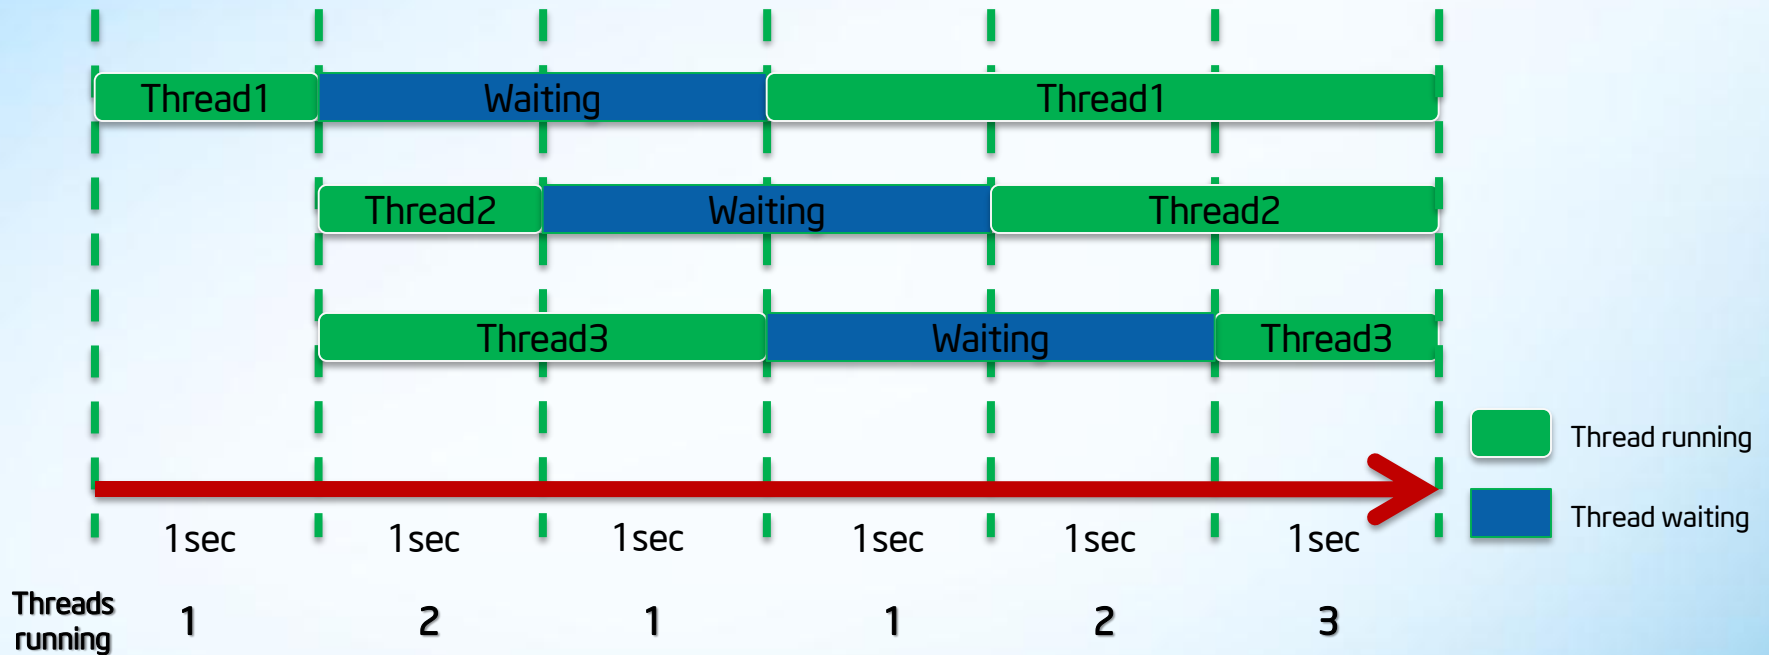 Thread1 Waiting Thread1
Thread2 Waiting Thread2
Thread3 Waiting Thread3
Thread running
Thread waiting
1sec 1sec 1sec 1sec 1sec 1sec
Threads
running
1 2 1 1 2 3